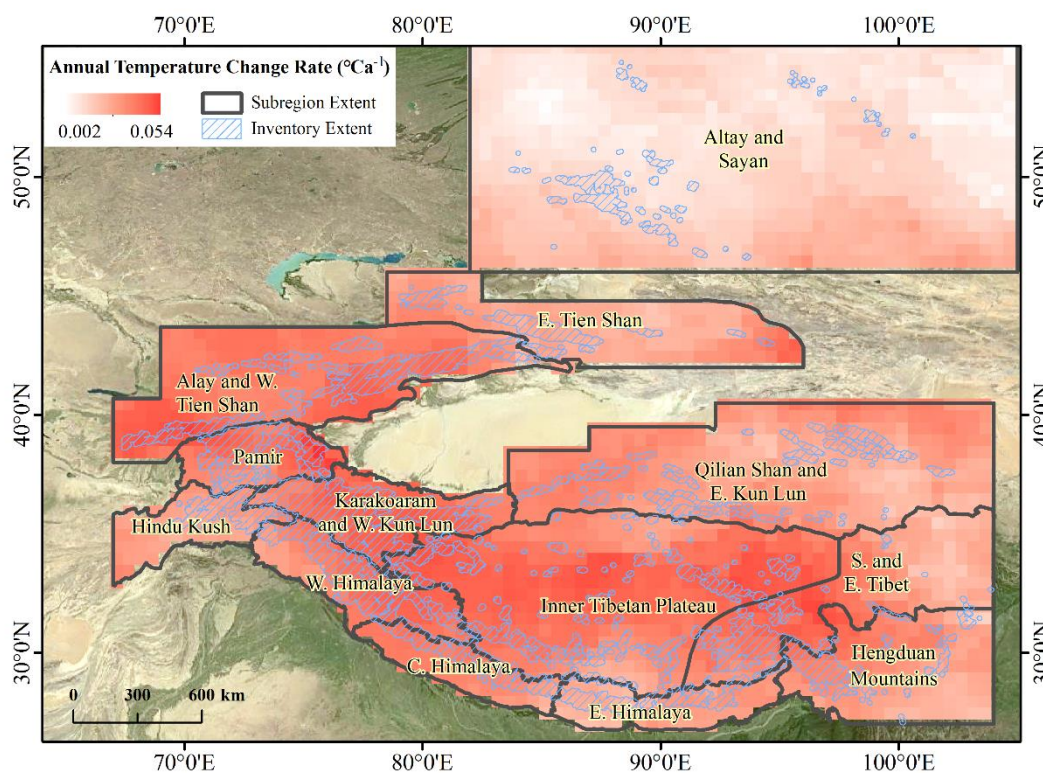 70°0'E 80°0'E 90°0'E 100°0'E
Annual Temperature Change Rate (°Ca⁻¹)
0.002 0.054
Subregion Extent
Inventory Extent
50°0'N
50°0'N
Altay and
Sayan
E. Tien Shan
Alay and W.
Tien Shan
40°0'N
40°0'N
Pamir
Qilian Shan and
E. Kun Lun
Karakoaram
and W. Kun Lun
Hindu Kush
S. and
E. Tibet
W. Himalaya
Inner Tibetan Plateau
30°0'N
30°0'N
Hengduan
Mountains
C. Himalaya
E. Himalaya
0 300 600 km
70°0'E 80°0'E 90°0'E 100°0'E